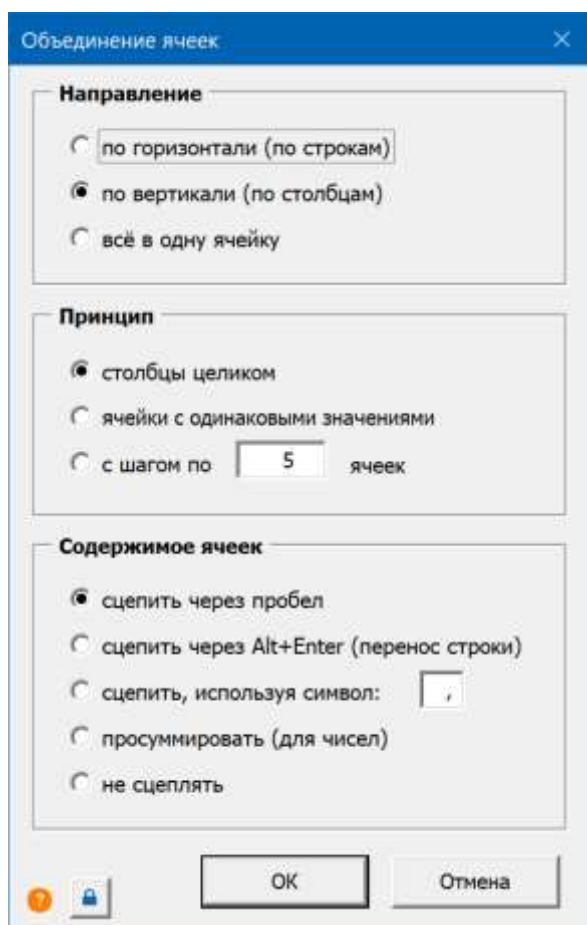 Объединение ячеек
Направление
по горизонтали (по строкам)
по вертикали (по столбцам)
всё в одну ячейку
Принцип
столбцы целиком
ячейки с одинаковыми значениями
с шагом по 5 ячеек
Содержимое ячеек
сцепить через пробел
сцепить через Alt+Enter (перенос строки)
сцепить, используя символ: ,
просуммировать (для чисел)
не сцеплять
? ОК Отмена